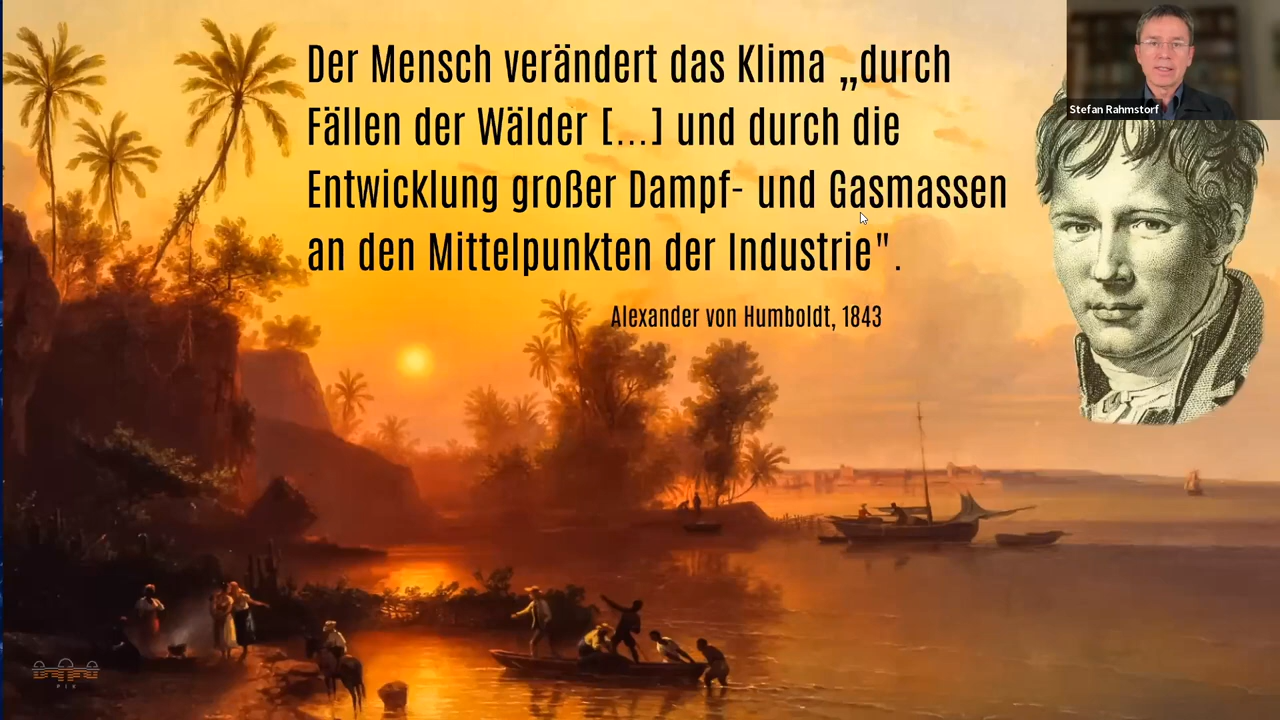 Der Mensch verändert das Klima „durch
Fällen der Wälder [...] und durch die
Entwicklung großer Dampf- und Gasmassen
an den Mittelpunkten der Industrie".
Alexander von Humboldt, 1843
Stefan Rahmstorf
PIK